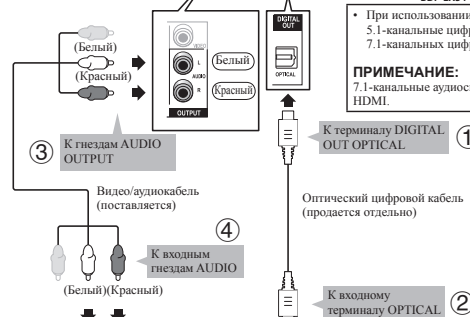 DIGITAL
OUT
• При использовании
5.1-канальные цифр
7.1-канальных цифр
ПРИМЕЧАНИЕ:
7.1-канальные аудиос
HDMI.
VIDEO
L
AUDIO
R
OUTPUT
OPTICAL
Белый
Красный
(Белый)
(Красный)
3
К гнездам AUDIO
OUTPUT
К терминалу DIGITAL
OUT OPTICAL
1
Видео/аудиокабель
(поставляется)
Оптический цифровой кабель
(продается отдельно)
4
К входным
гнездам AUDIO
(Белый)(Красный)
К входному
терминалу OPTICAL
2